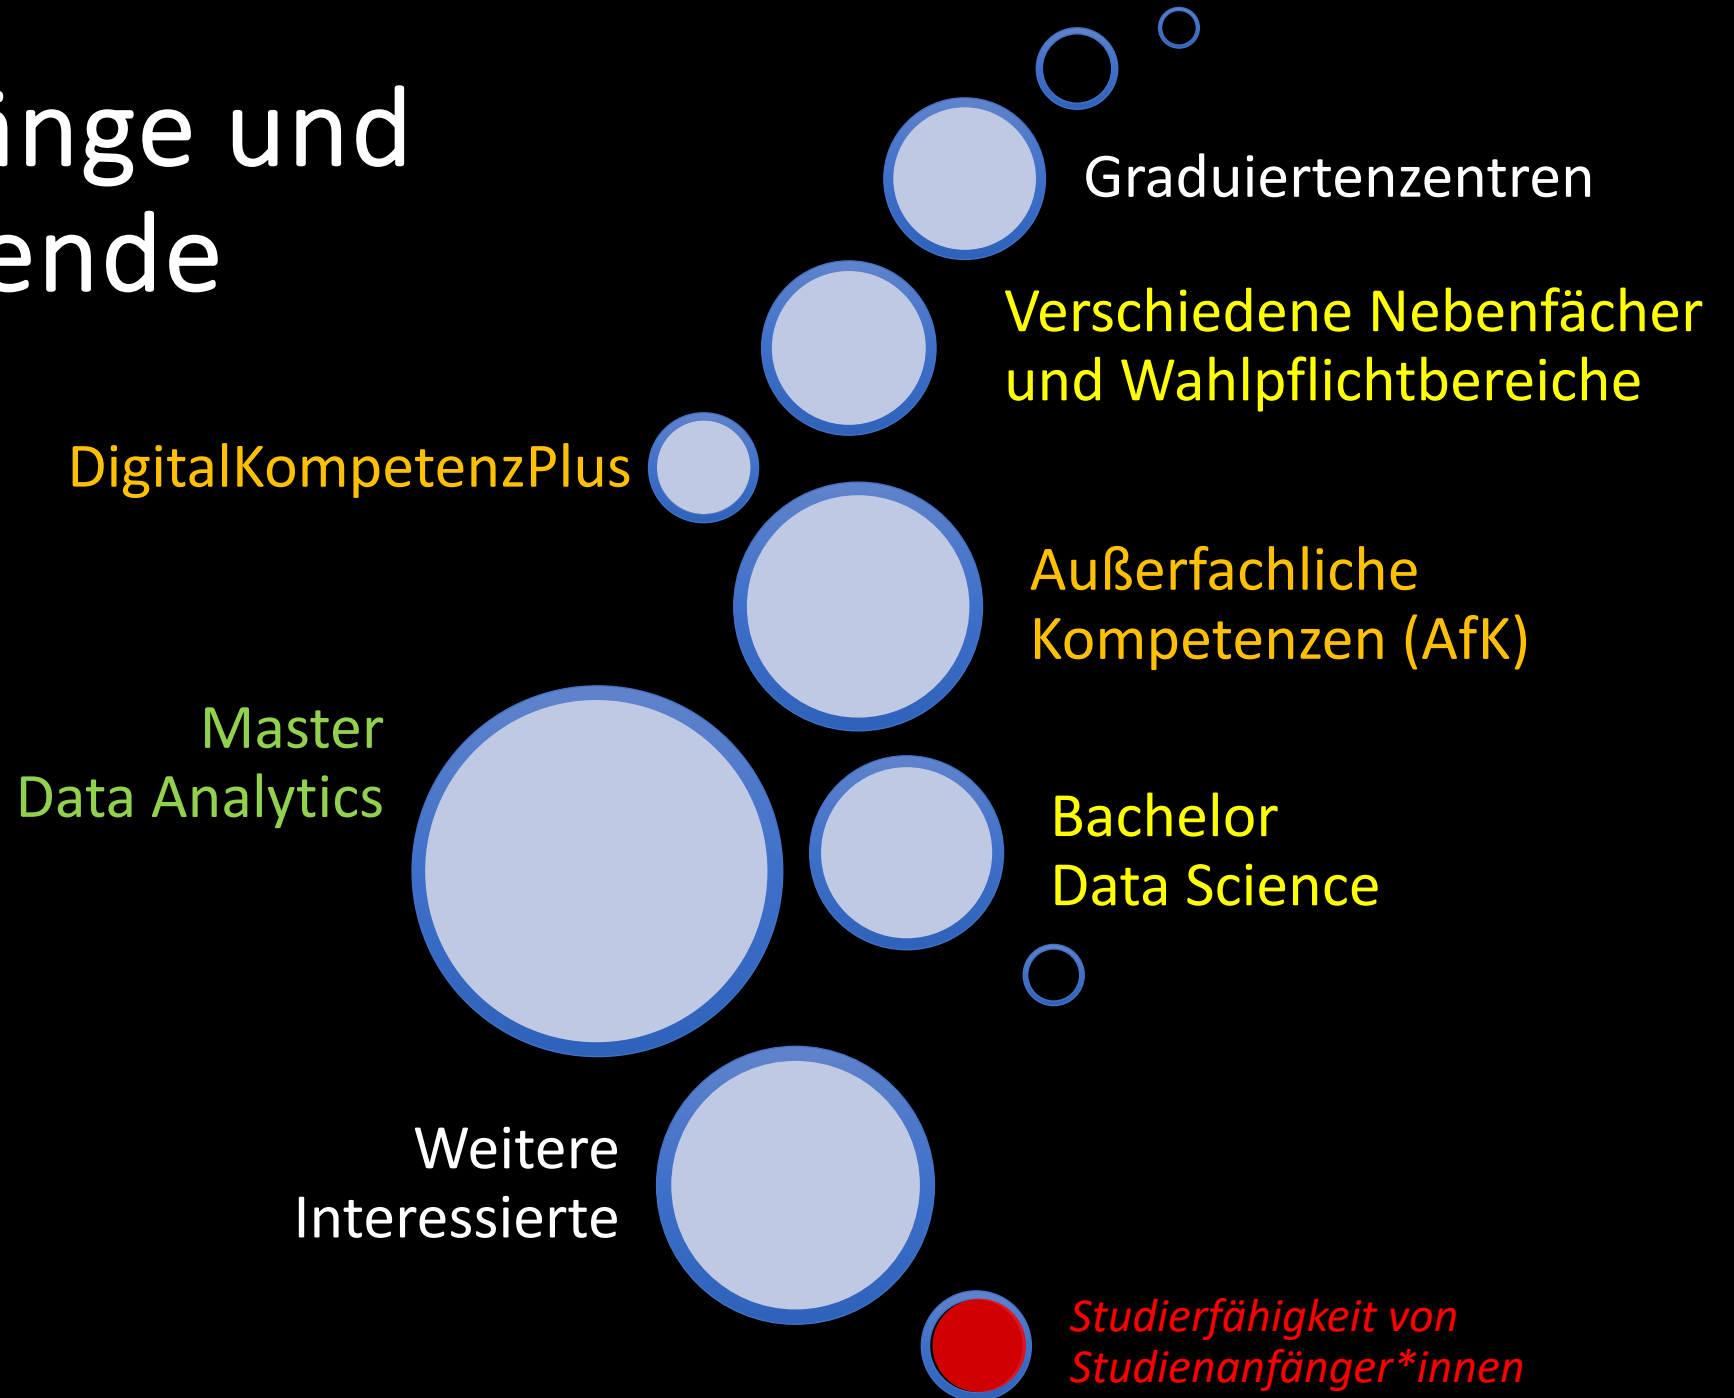 änge und
ende
Graduiertenzentren
Verschiedene Nebenfächer
und Wahlpflichtbereiche
DigitalKompetenzPlus
Außerfachliche
Kompetenzen (AfK)
Master
Data Analytics
Bachelor
Data Science
Weitere
Interessierte
Studierfähigkeit von
Studienanfänger*innen